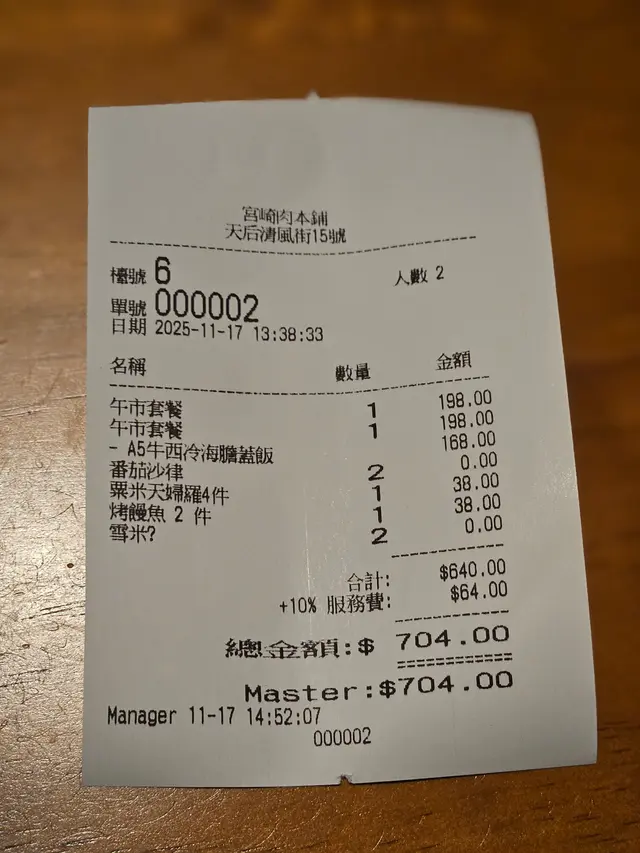 宮崎肉本鋪
天后清風街15號
檯號 6 人數 2
單號 000002
日期 2025-11-17 13:38:33
名稱 數量 金額
午市套餐 1 198.00
午市套餐 1 198.00
- A5牛西冷海膽蓋飯 168.00
番茄沙律 2 0.00
粟米天婦羅4件 1 38.00
烤饅魚 2 件 1 38.00
雪米? 2 0.00
合計: $640.00
+10% 服務費: $64.00
總金額:$ 704.00
Master:$704.00
Manager 11-17 14:52:07
000002